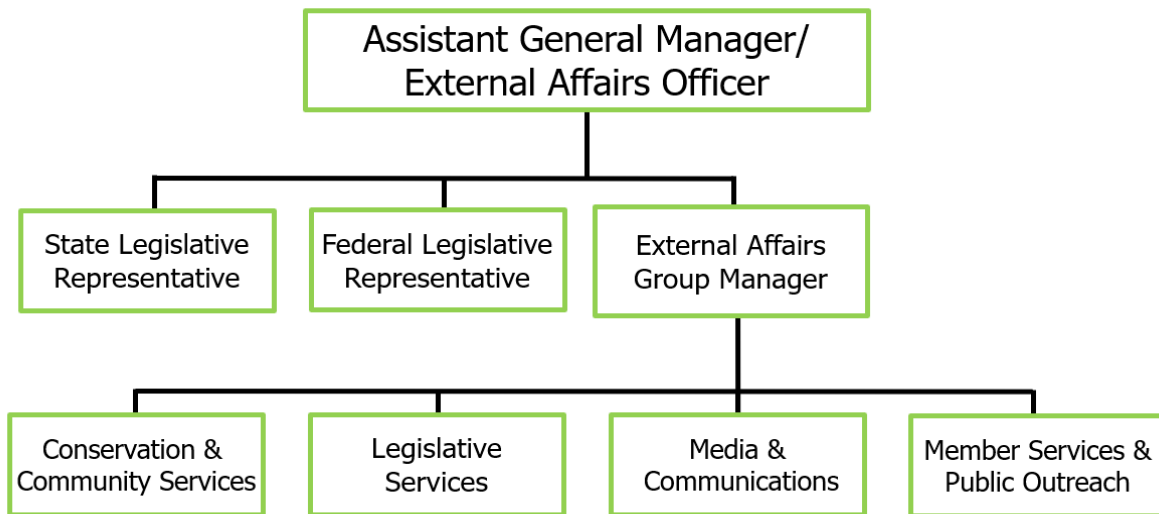 Assistant General Manager/
External Affairs Officer
State Legislative
Representative
Federal Legislative
Representative
External Affairs
Group Manager
Conservation &
Community Services
Legislative
Services
Media &
Communications
Member Services &
Public Outreach